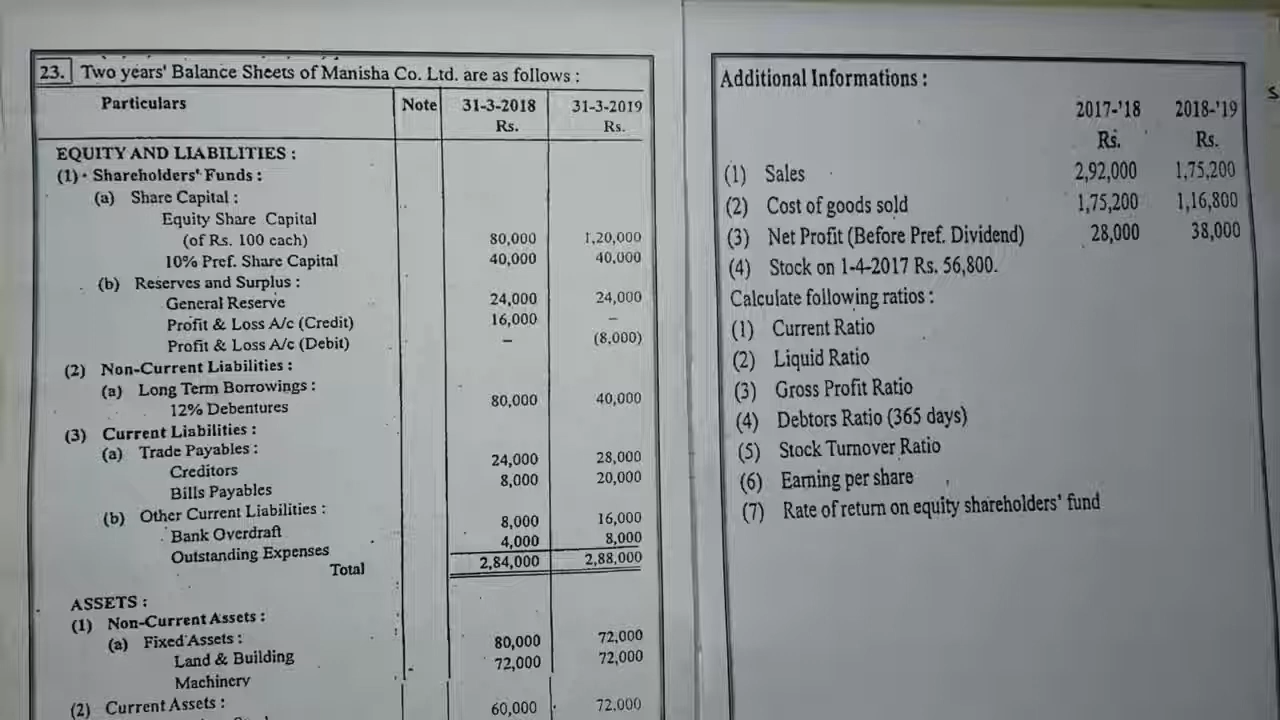 23. Two years' Balance Sheets of Manisha Co. Ltd. are as follows :
Particulars Note 31-3-2018 31-3-2019
Rs. Rs.
EQUITY AND LIABILITIES :
(1) Shareholders' Funds :
(a) Share Capital :
Equity Share Capital
(of Rs. 100 each) 80,000 1,20,000
10% Pref. Share Capital 40,000 40,000
(b) Reserves and Surplus :
General Reserve 24,000 24,000
Profit & Loss A/c (Credit) 16,000 –
Profit & Loss A/c (Debit) – (8,000)
(2) Non-Current Liabilities :
(a) Long Term Borrowings :
12% Debentures 80,000 40,000
(3) Current Liabilities :
(a) Trade Payables :
Creditors 24,000 28,000
Bills Payables 8,000 20,000
(b) Other Current Liabilities :
Bank Overdraft 8,000 16,000
Outstanding Expenses 4,000 8,000
Total 2,84,000 2,88,000
ASSETS :
(1) Non-Current Assets :
(a) Fixed Assets :
Land & Building 80,000 72,000
Machinery 72,000 72,000
(2) Current Assets :
60,000 72,000
Additional Informations :
2017-'18 2018-'19
Rs. Rs.
(1) Sales 2,92,000 1,75,200
(2) Cost of goods sold 1,75,200 1,16,800
(3) Net Profit (Before Pref. Dividend) 28,000 38,000
(4) Stock on 1-4-2017 Rs. 56,800.
Calculate following ratios :
(1) Current Ratio
(2) Liquid Ratio
(3) Gross Profit Ratio
(4) Debtors Ratio (365 days)
(5) Stock Turnover Ratio
(6) Earning per share
(7) Rate of return on equity shareholders' fund